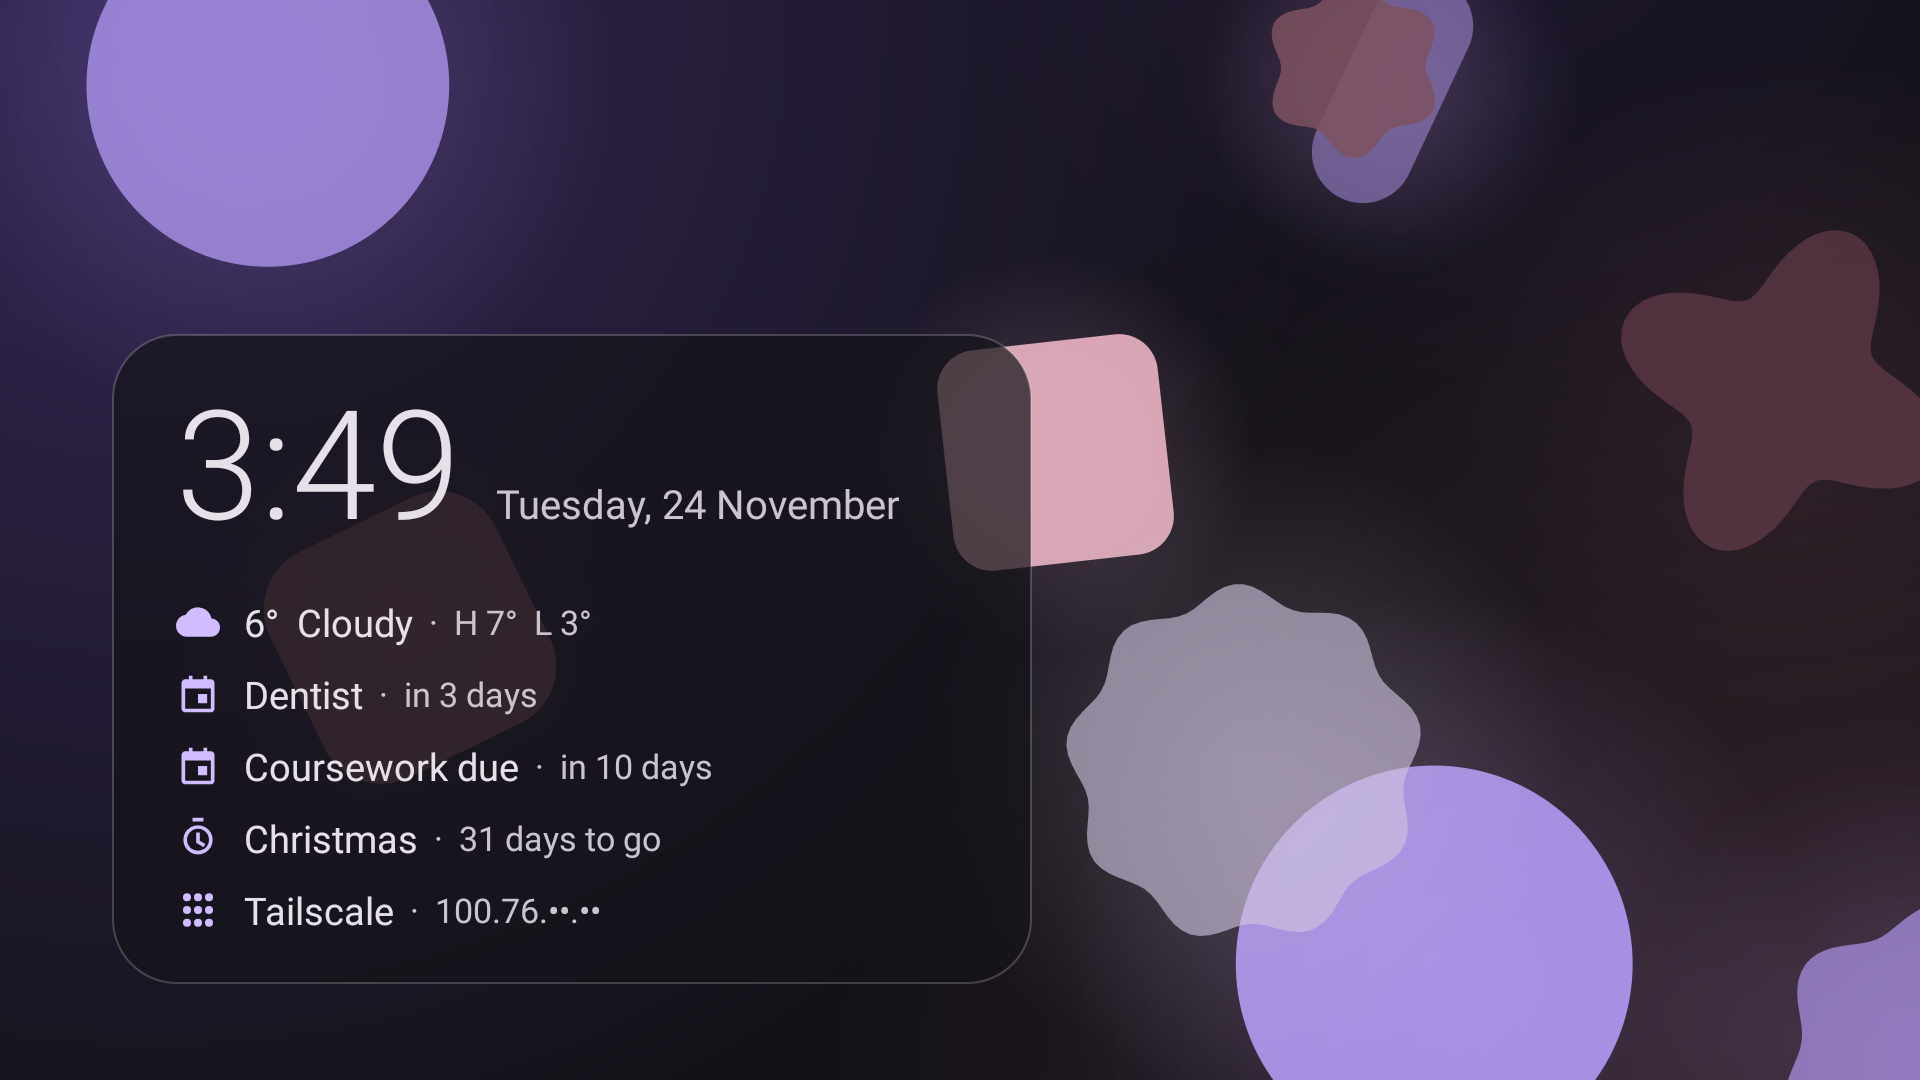 3:49 Tuesday, 24 November
6° Cloudy · H 7° L 3°
Dentist · in 3 days
Coursework due · in 10 days
Christmas · 31 days to go
Tailscale · 100.76.••.••